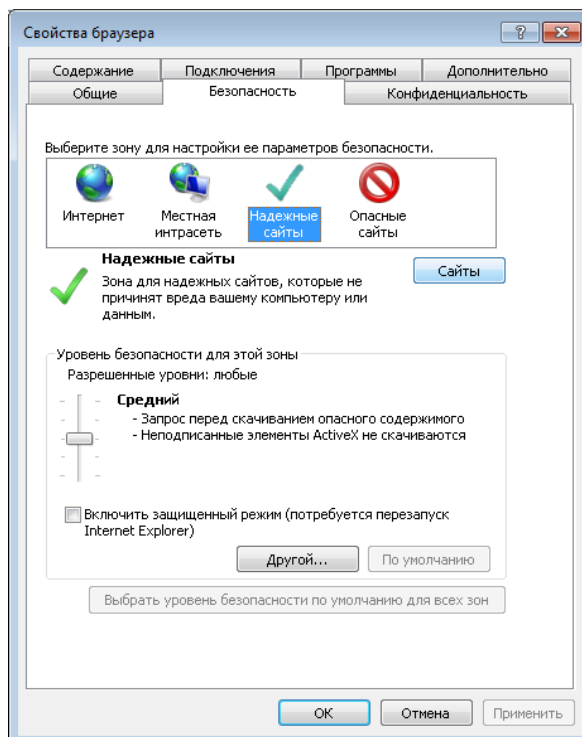 Свойства браузера
Содержание Подключения Программы Дополнительно
Общие Безопасность Конфиденциальность
Выберите зону для настройки ее параметров безопасности.
Интернет Местная Надежные Опасные
интрасеть сайты сайты
Надежные сайты
Сайты
Зона для надежных сайтов, которые не
причинят вреда вашему компьютеру или
данным.
Уровень безопасности для этой зоны
Разрешенные уровни: любые
Средний
- Запрос перед скачиванием опасного содержимого
- Неподписанные элементы ActiveX не скачиваются
Включить защищенный режим (потребуется перезапуск
Internet Explorer)
Другой... По умолчанию
Выбрать уровень безопасности по умолчанию для всех зон
ОК Отмена Применить